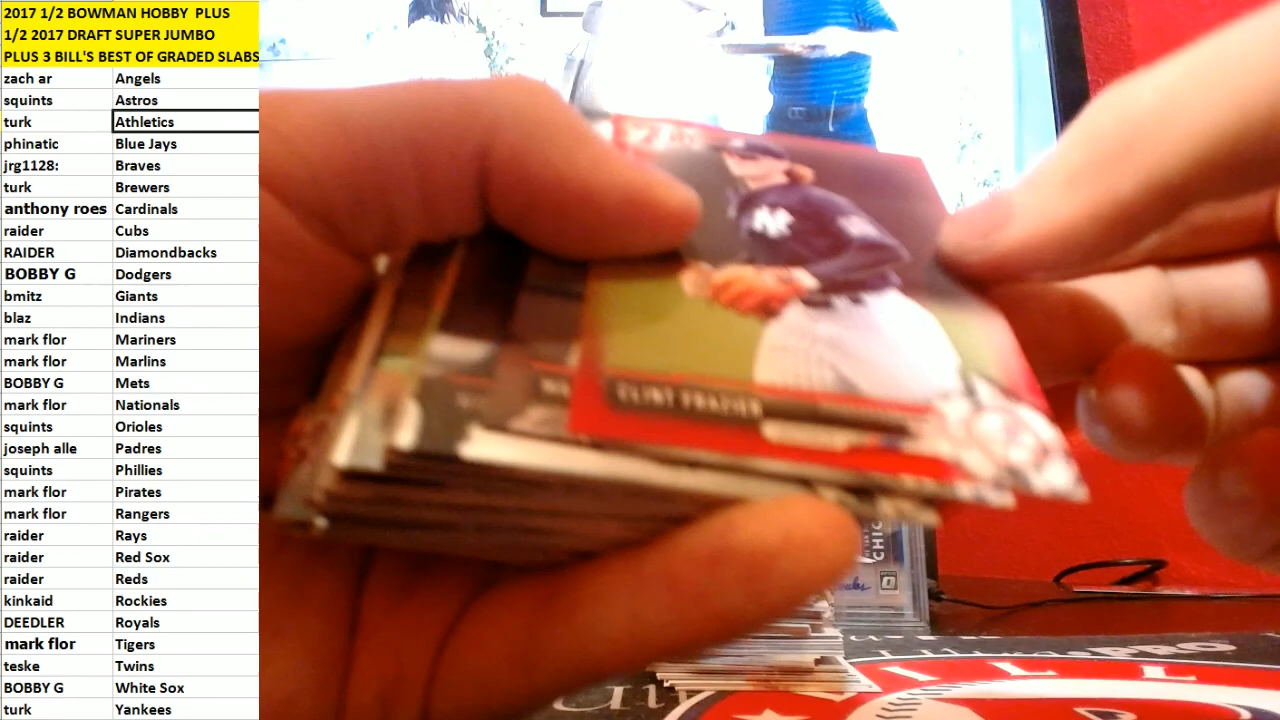 2017 1/2 BOWMAN HOBBY PLUS
1/2 2017 DRAFT SUPER JUMBO
PLUS 3 BILL'S BEST OF GRADED SLABS
zach ar Angels
squints Astros
turk Athletics
phinatic Blue Jays
jrg1128: Braves
turk Brewers
anthony roes Cardinals
raider Cubs
RAIDER Diamondbacks
BOBBY G Dodgers
bmitz Giants
blaz Indians
mark flor Mariners
mark flor Marlins
BOBBY G Mets
mark flor Nationals
squints Orioles
joseph alle Padres
squints Phillies
mark flor Pirates
mark flor Rangers
raider Rays
raider Red Sox
raider Reds
kinkaid Rockies
DEEDLER Royals
mark flor Tigers
teske Twins
BOBBY G White Sox
turk Yankees
CLINT FRAZIER
CHIC
PRO